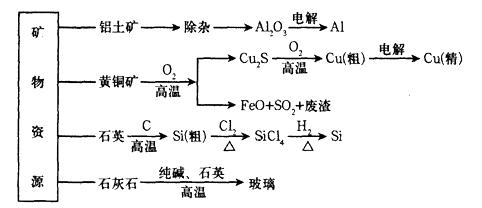 矿物资源
铝土矿 除杂 Al₂O₃ 电解 Al
黄铜矿 O₂ 高温 Cu₂S O₂ 高温 Cu(粗) 电解 Cu(精)
FeO+SO₂+废渣
石英 C 高温 Si(粗) Cl₂ △ SiCl₄ H₂ △ Si
石灰石 纯碱、石英 高温 玻璃